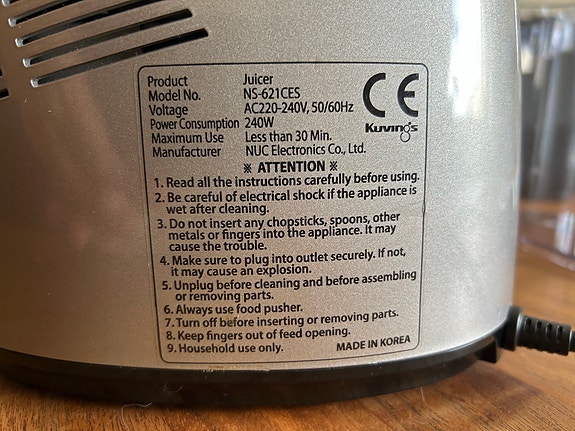 Product Juicer
Model No. NS-621CES
Voltage AC220-240V, 50/60Hz
Power Consumption 240W
Maximum Use Less than 30 Min.
Manufacturer NUC Electronics Co., Ltd.
CE
Kuvings
※ ATTENTION ※
1. Read all the instructions carefully before using.
2. Be careful of electrical shock if the appliance is
wet after cleaning.
3. Do not insert any chopsticks, spoons, other
metals or fingers into the appliance. It may
cause the trouble.
4. Make sure to plug into outlet securely. If not,
it may cause an explosion.
5. Unplug before cleaning and before assembling
or removing parts.
6. Always use food pusher.
7. Turn off before inserting or removing parts.
8. Keep fingers out of feed opening.
9. Household use only.
MADE IN KOREA